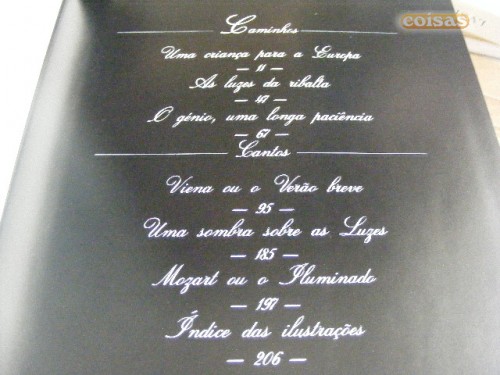 coisas
Caminhos
Uma criança para a Europa
— 11 —
As luzes da ribalta
— 47 —
O génio, uma longa paciência
— 67 —
Cantos
Viena ou o Verão breve
— 95 —
Uma sombra sobre as Luzes
— 185 —
Mozart ou o Iluminado
— 197 —
Índice das ilustrações
— 206 —